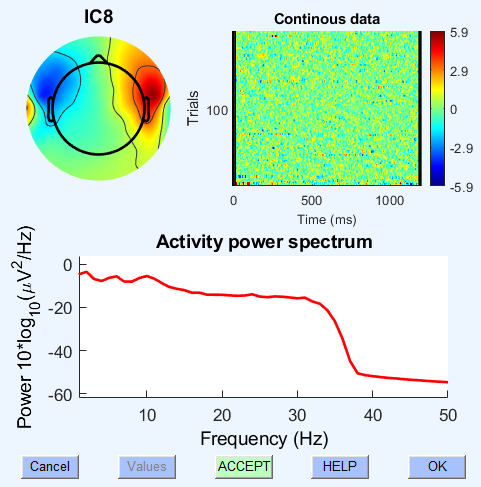 IC8
Continous data
Trials
100
5.9
2.9
0
-2.9
-5.9
0 500 1000
Time (ms)
Activity power spectrum
Power 10*log10(μV²/Hz)
0
-20
-40
-60
10 20 30 40 50
Frequency (Hz)
Cancel Values ACCEPT HELP OK